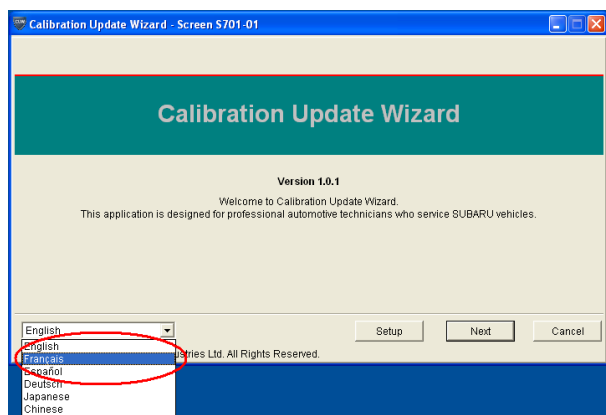 Calibration Update Wizard - Screen S701-01
Calibration Update Wizard
Version 1.0.1
Welcome to Calibration Update Wizard.
This application is designed for professional automotive technicians who service SUBARU vehicles.
English
Setup
Next
Cancel
English
Français
ustries Ltd. All Rights Reserved.
Español
Deutsch
Japanese
Chinese